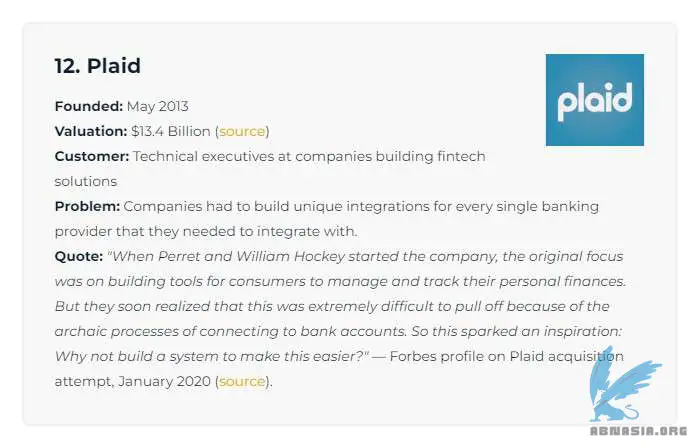 12. Plaid
plaid
Founded: May 2013
Valuation: $13.4 Billion (source)
Customer: Technical executives at companies building fintech
solutions
Problem: Companies had to build unique integrations for every single banking
provider that they needed to integrate with.
Quote: "When Perret and William Hockey started the company, the original focus
was on building tools for consumers to manage and track their personal finances.
But they soon realized that this was extremely difficult to pull off because of the
archaic processes of connecting to bank accounts. So this sparked an inspiration:
Why not build a system to make this easier?" — Forbes profile on Plaid acquisition
attempt, January 2020 (source).
ABNASIA.ORG